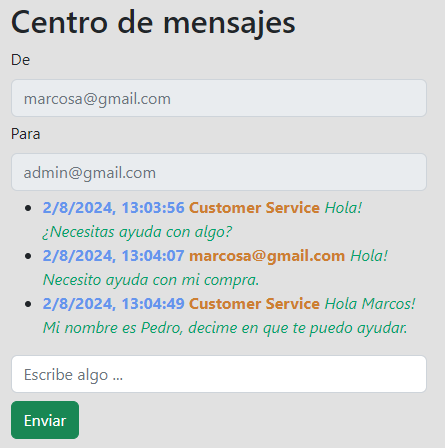 Centro de mensajes
De
marcosa@gmail.com
Para
admin@gmail.com
2/8/2024, 13:03:56 Customer Service Hola!
¿Necesitas ayuda con algo?
2/8/2024, 13:04:07 marcosa@gmail.com Hola!
Necesito ayuda con mi compra.
2/8/2024, 13:04:49 Customer Service Hola Marcos!
Mi nombre es Pedro, decime en que te puedo ayudar.
Escribe algo ...
Enviar